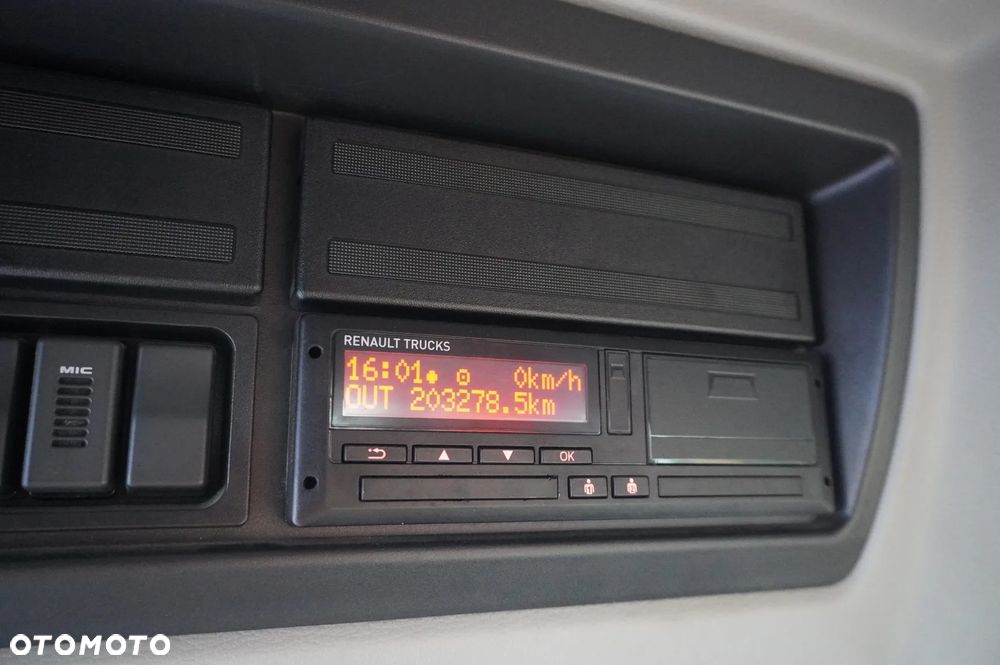 MIC
RENAULT TRUCKS
16:01 0km/h
OUT 203278.5km
OK
OTOMOTO